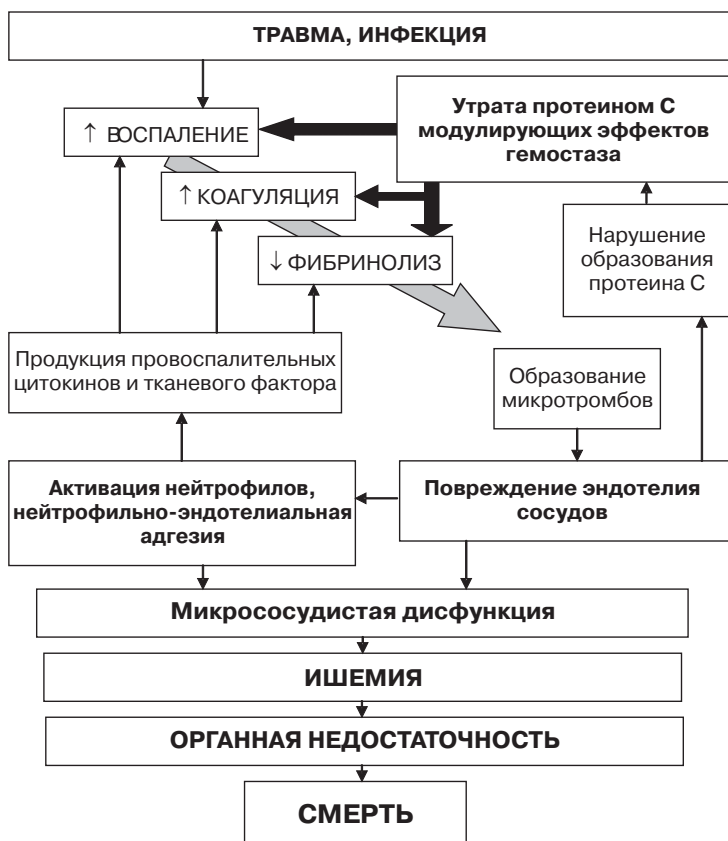 ТРАВМА, ИНФЕКЦИЯ
Утрата протеином С
модулирующих эффектов
гемостаза
↑ ВОСПАЛЕНИЕ
↑ КОАГУЛЯЦИЯ
↓ ФИБРИНОЛИЗ
Нарушение
образования
протеина С
Продукция провоспалительных
цитокинов и тканевого фактора
Образование
микротромбов
Активация нейтрофилов,
нейтрофильно-эндотелиальная
адгезия
Повреждение эндотелия
сосудов
Микрососудистая дисфункция
ИШЕМИЯ
ОРГАННАЯ НЕДОСТАТОЧНОСТЬ
СМЕРТЬ